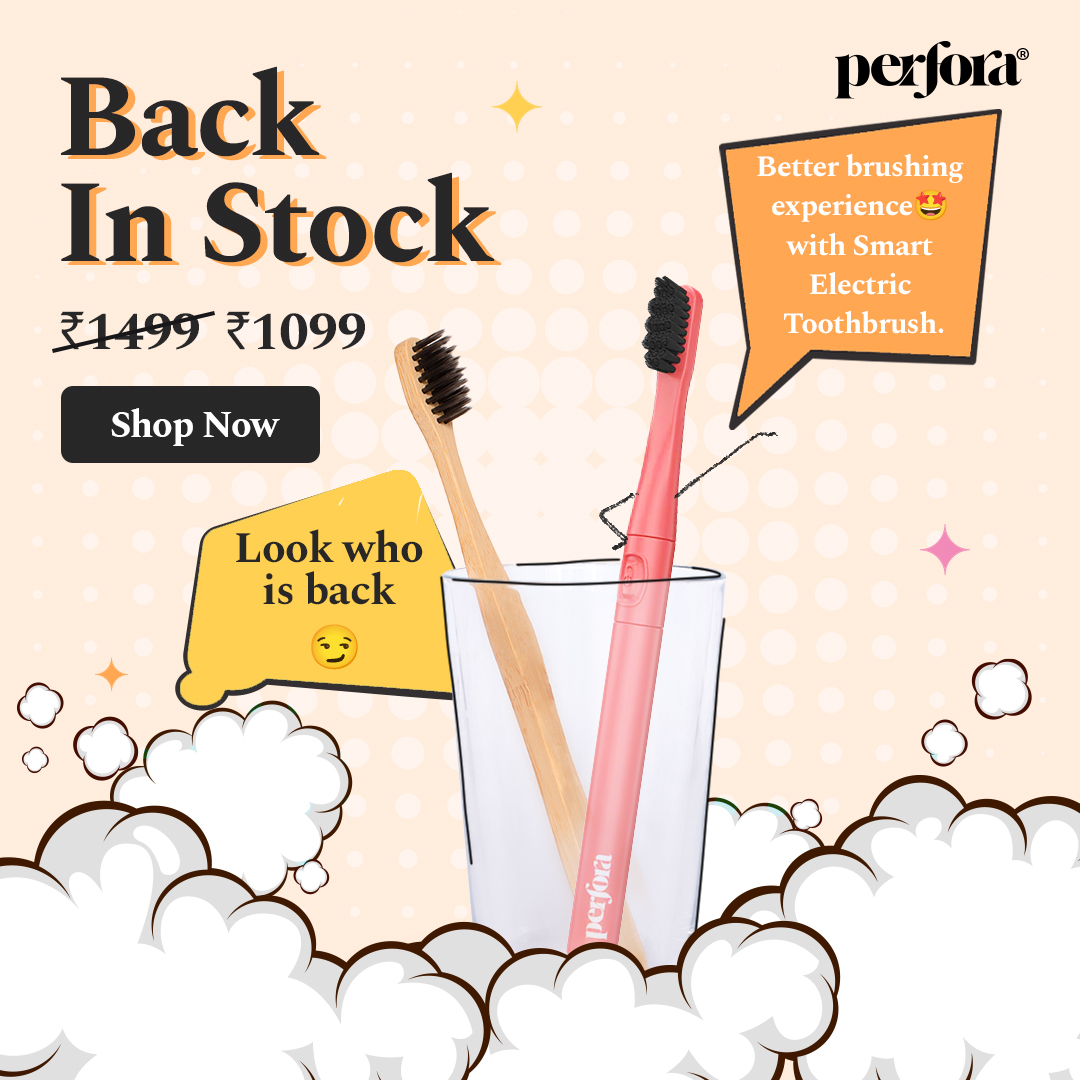 perfora®
Back
In Stock
₹1499 ₹1099
Shop Now
Better brushing
experience🤩
with Smart
Electric
Toothbrush.
Look who
is back
😏
perfora